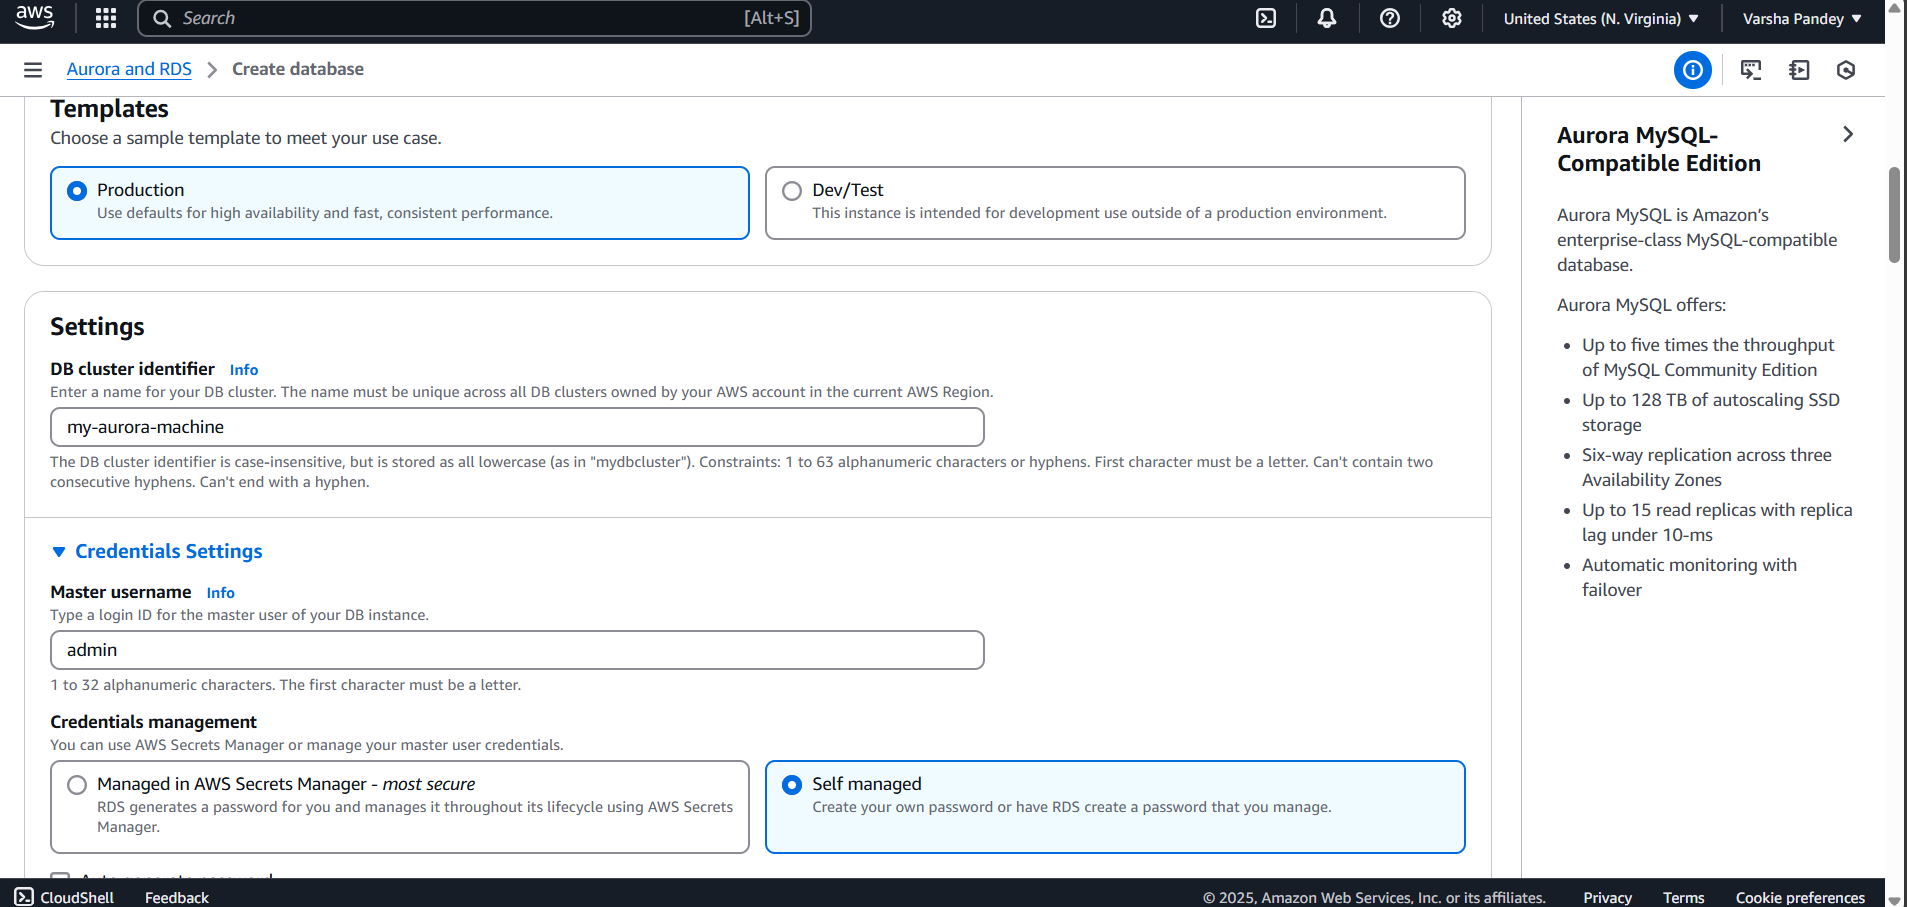 aws
Search
[Alt+S]
United States (N. Virginia)
Varsha Pandey
Aurora and RDS
Create database
Templates
Choose a sample template to meet your use case.
Production
Use defaults for high availability and fast, consistent performance.
Dev/Test
This instance is intended for development use outside of a production environment.
Settings
DB cluster identifier Info
Enter a name for your DB cluster. The name must be unique across all DB clusters owned by your AWS account in the current AWS Region.
my-aurora-machine
The DB cluster identifier is case-insensitive, but is stored as all lowercase (as in "mydbcluster"). Constraints: 1 to 63 alphanumeric characters or hyphens. First character must be a letter. Can't contain two
consecutive hyphens. Can't end with a hyphen.
Credentials Settings
Master username Info
Type a login ID for the master user of your DB instance.
admin
1 to 32 alphanumeric characters. The first character must be a letter.
Credentials management
You can use AWS Secrets Manager or manage your master user credentials.
Managed in AWS Secrets Manager - most secure
RDS generates a password for you and manages it throughout its lifecycle using AWS Secrets
Manager.
Self managed
Create your own password or have RDS create a password that you manage.
Aurora MySQL-
Compatible Edition
Aurora MySQL is Amazon’s
enterprise-class MySQL-compatible
database.
Aurora MySQL offers:
Up to five times the throughput
of MySQL Community Edition
Up to 128 TB of autoscaling SSD
storage
Six-way replication across three
Availability Zones
Up to 15 read replicas with replica
lag under 10-ms
Automatic monitoring with
failover
CloudShell
Feedback
© 2025, Amazon Web Services, Inc. or its affiliates.
Privacy
Terms
Cookie preferences